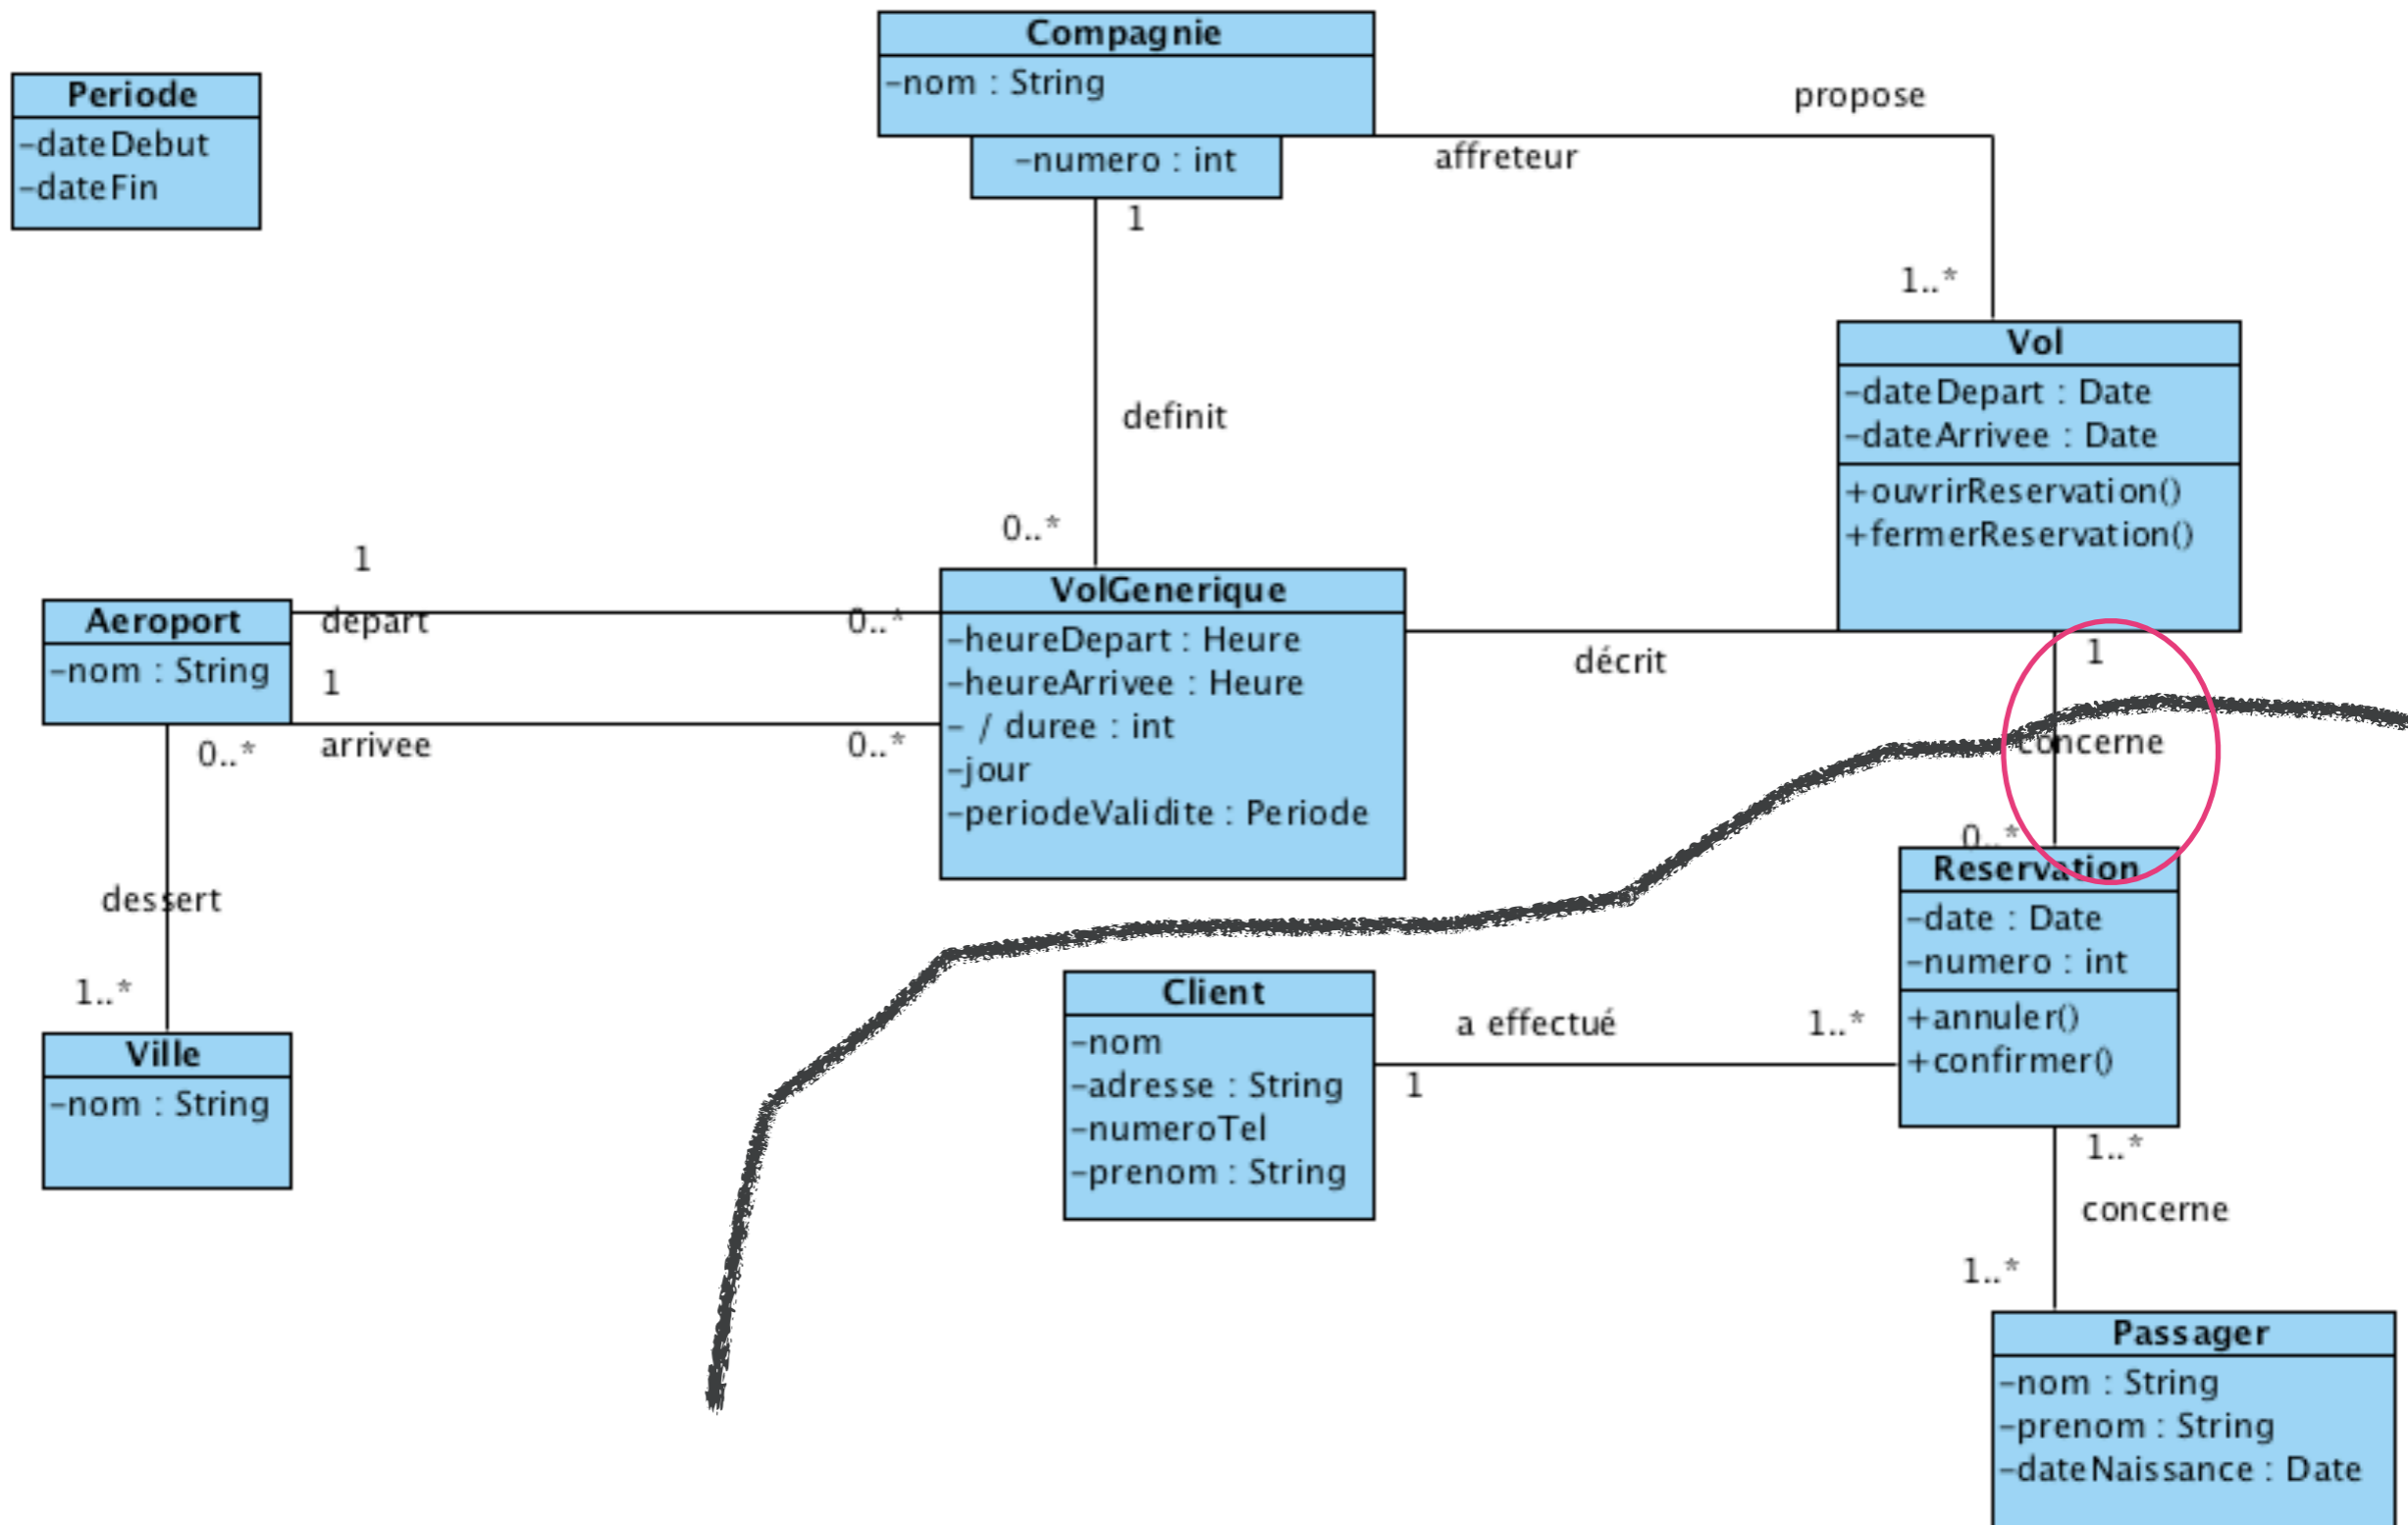 Compagnie
-nom : String
-numero : int
Periode
-dateDebut
-dateFin
propose
affreteur
1
1..*
definit
0..*
Vol
-dateDepart : Date
-dateArrivee : Date
+ouvrirReservation()
+fermerReservation()
1
depart
0..*
Aeroport
-nom : String
1
arrivee
0..*
VolGenerique
-heureDepart : Heure
-heureArrivee : Heure
- / duree : int
-jour
-periodeValidite : Periode
décrit
1
concerne
0..*
0..*
dessert
1..*
Ville
-nom : String
Reservation
-date : Date
-numero : int
+annuler()
+confirmer()
Client
-nom
-adresse : String
-numeroTel
-prenom : String
a effectué
1..*
1
1..*
concerne
1..*
Passager
-nom : String
-prenom : String
-dateNaissance : Date